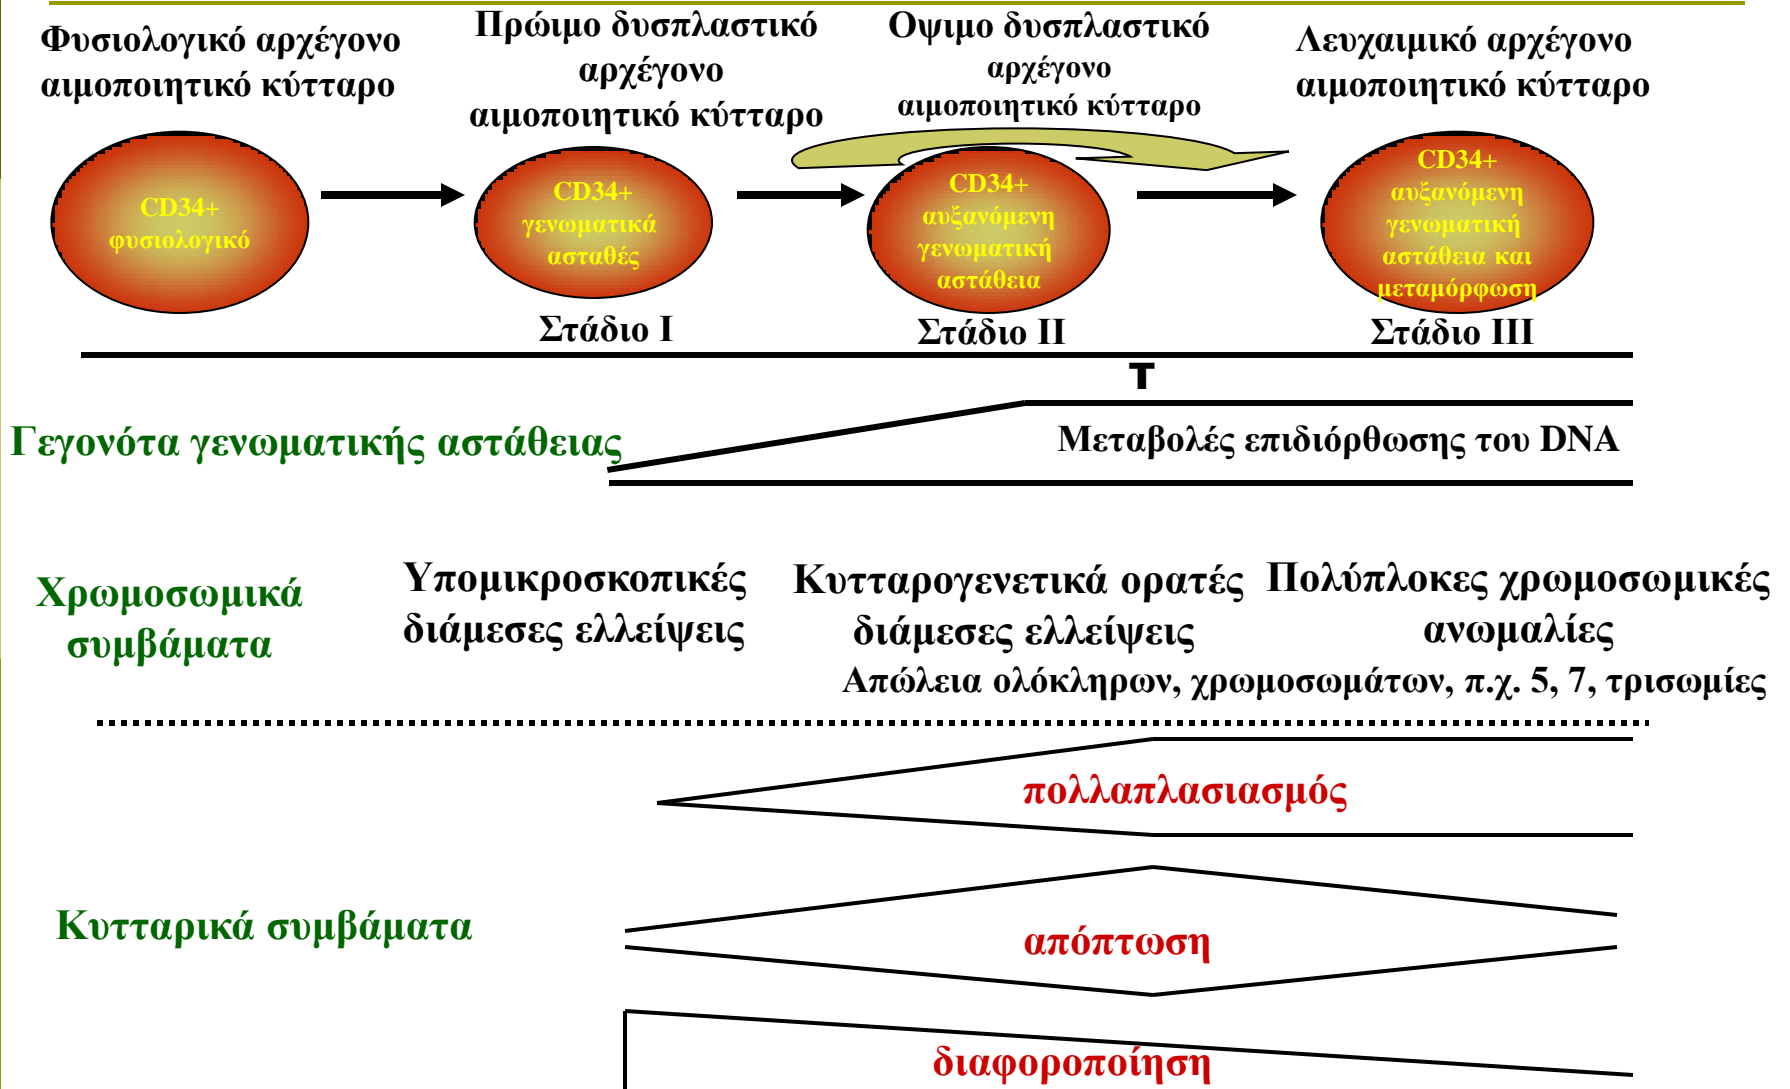 Φυσιολογικό αρχέγονο
αιμοποιητικό κύτταρο
Πρώιμο δυσπλαστικό
αρχέγονο
αιμοποιητικό κύτταρο
Οψιμο δυσπλαστικό
αρχέγονο
αιμοποιητικό κύτταρο
Λευχαιμικό αρχέγονο
αιμοποιητικό κύτταρο
CD34+
φυσιολογικό
CD34+
γενωματικά
ασταθές
CD34+
αυξανόμενη
γενωματική
αστάθεια
CD34+
αυξανόμενη
γενωματική
αστάθεια και
μεταμόρφωση
Στάδιο Ι
Στάδιο ΙΙ
Στάδιο ΙΙΙ
Τ
Γεγονότα γενωματικής αστάθειας
Μεταβολές επιδιόρθωσης του DNA
Χρωμοσωμικά
συμβάματα
Υπομικροσκοπικές
διάμεσες ελλείψεις
Κυτταρογενετικά ορατές
διάμεσες ελλείψεις
Πολύπλοκες χρωμοσωμικές
ανωμαλίες
Απώλεια ολόκληρων, χρωμοσωμάτων, π.χ. 5, 7, τρισωμίες
πολλαπλασιασμός
Κυτταρικά συμβάματα
απόπτωση
διαφοροποίηση